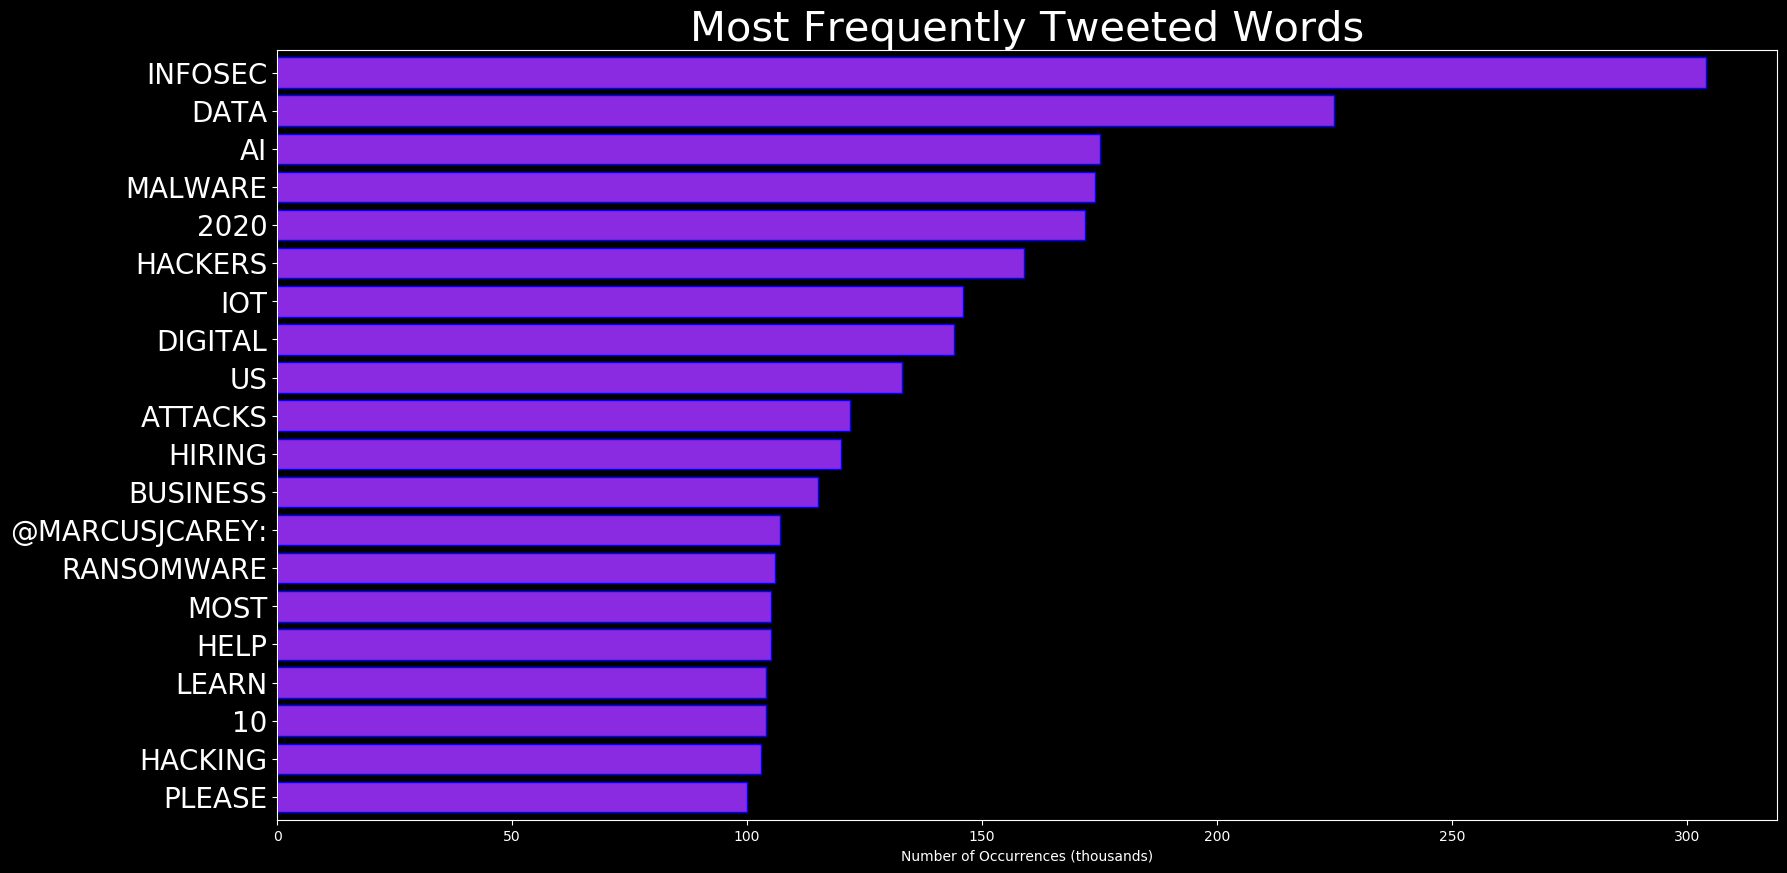 Most Frequently Tweeted Words
INFOSEC
DATA
AI
MALWARE
2020
HACKERS
IOT
DIGITAL
US
ATTACKS
HIRING
BUSINESS
@MARCUSJCAREY:
RANSOMWARE
MOST
HELP
LEARN
10
HACKING
PLEASE
0 50 100 150 200 250 300
Number of Occurrences (thousands)